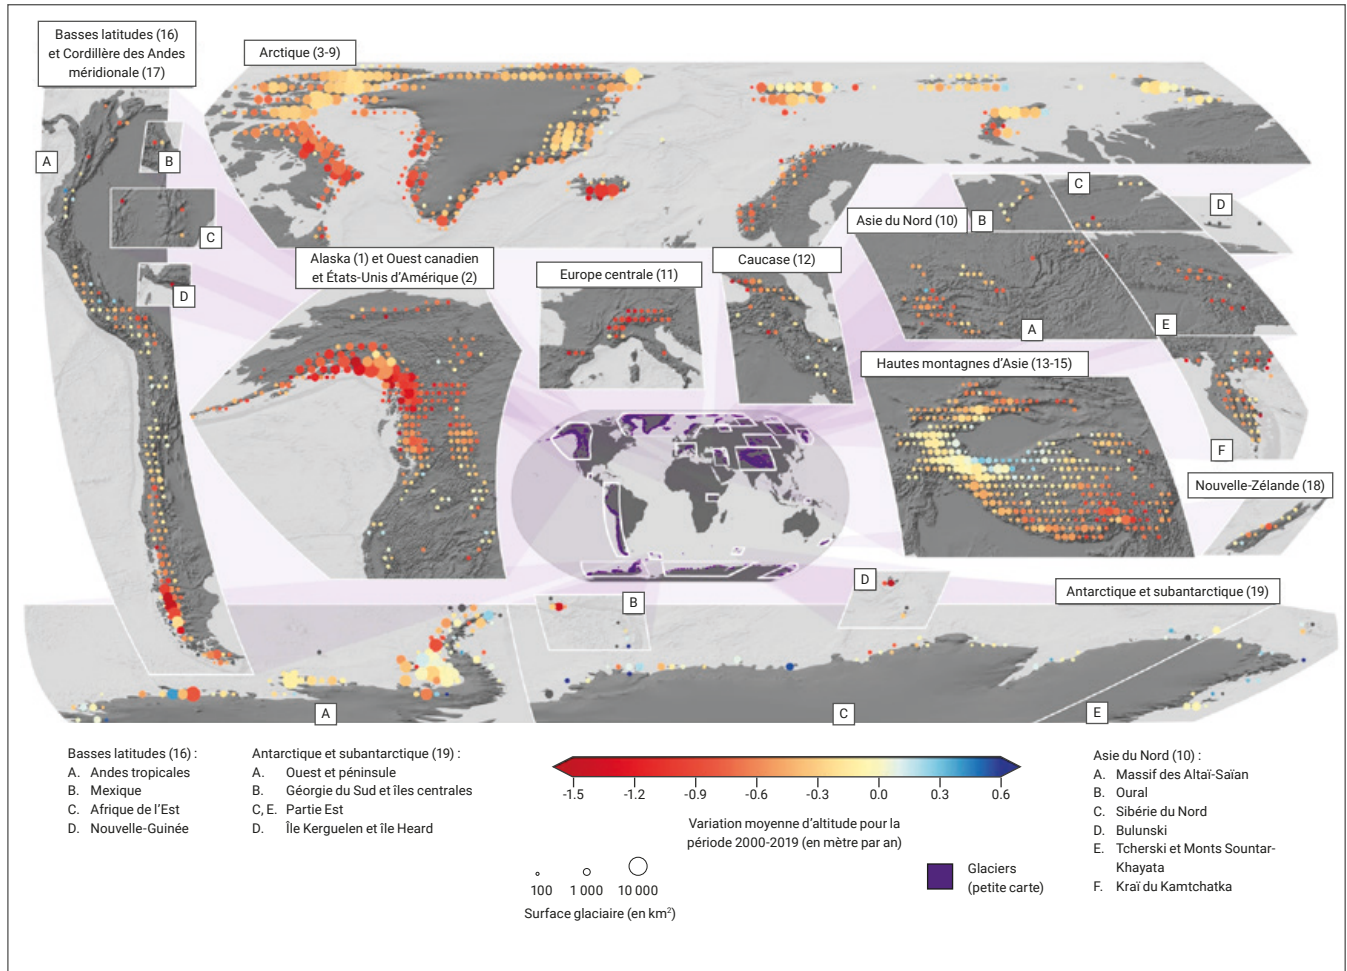 Basses latitudes (16)
et Cordillère des Andes
méridionale (17)
Arctique (3-9)
A
B
C
D
Alaska (1) et Ouest canadien
et États-Unis d'Amérique (2)
Europe centrale (11)
Caucase (12)
Asie du Nord (10)
B
C
D
A
E
F
Hautes montagnes d'Asie (13-15)
Nouvelle-Zélande (18)
Antarctique et subantarctique (19)
B
D
A
C
E
Basses latitudes (16) :
A. Andes tropicales
B. Mexique
C. Afrique de l'Est
D. Nouvelle-Guinée
Antarctique et subantarctique (19) :
A. Ouest et péninsule
B. Géorgie du Sud et îles centrales
C, E. Partie Est
D. Île Kerguelen et île Heard
-1.5 -1.2 -0.9 -0.6 -0.3 0.0 0.3 0.6
Variation moyenne d'altitude pour la
période 2000-2019 (en mètre par an)
100 1 000 10 000
Surface glaciaire (en km²)
Glaciers
(petite carte)
Asie du Nord (10) :
A. Massif des Altaï-Saïan
B. Oural
C. Sibérie du Nord
D. Bulunski
E. Tcherski et Monts Sountar-
Khayata
F. Kraï du Kamtchatka